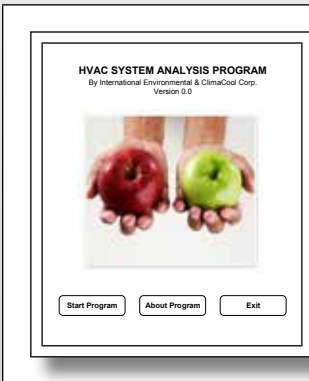 HVAC SYSTEM ANALYSIS PROGRAM
By International Environmental & ClimaCool Corp.
Version 0.0
Start Program
About Program
Exit